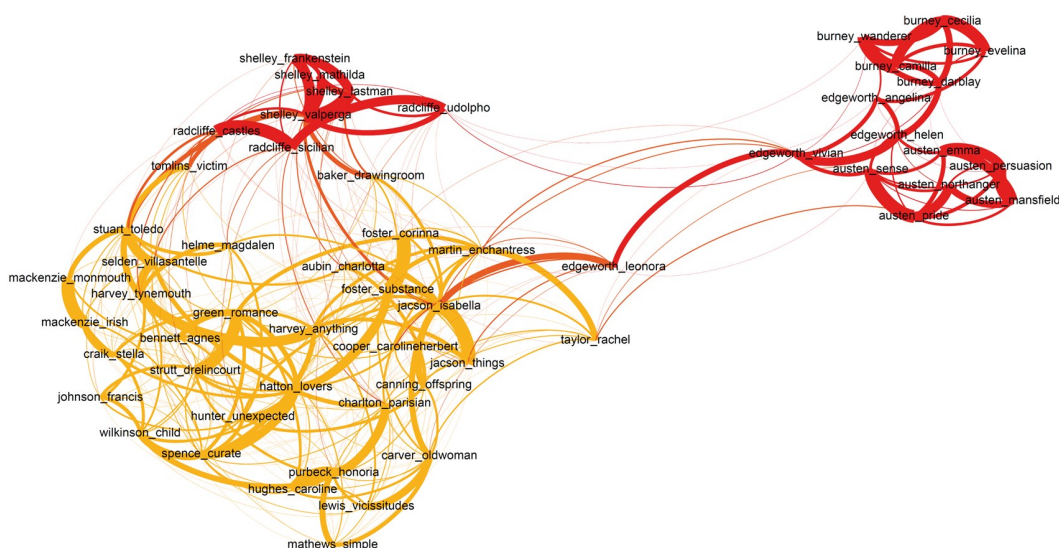 burney_cecilia
burney_wanderer
burney_evelina
shelley_frankenstein
burney_camilla
shelley_mathilda
burney_darblay
shelley_lastman
edgeworth_angelina
radcliffe_udolpho
shelley_valperga
radcliffe_castles
edgeworth_helen
radcliffe_sicilian
austen_emma
edgeworth_vivian
tomlins_victim
austen_persuasion
austen_sense
baker_drawingroom
austen_northanger
austen_mansfield
austen_pride
stuart_toledo
foster_corinna
helme_magdalen
martin_enchantress
selden_villasantelle
edgeworth_leonora
aubin_charlotta
mackenzie_monmouth
foster_substance
harvey_tynemouth
jacson_isabella
green_romance
mackenzie_irish
harvey_anything
bennett_agnes
taylor_rachel
cooper_carolineherbert
craik_stella
jacson_things
strutt_drelincourt
hatton_lovers
canning_offspring
johnson_francis
charlton_parisian
hunter_unexpected
wilkinson_child
spence_curate
carver_oldwoman
purbeck_honoria
hughes_caroline
lewis_vicissitudes
mathews_simple